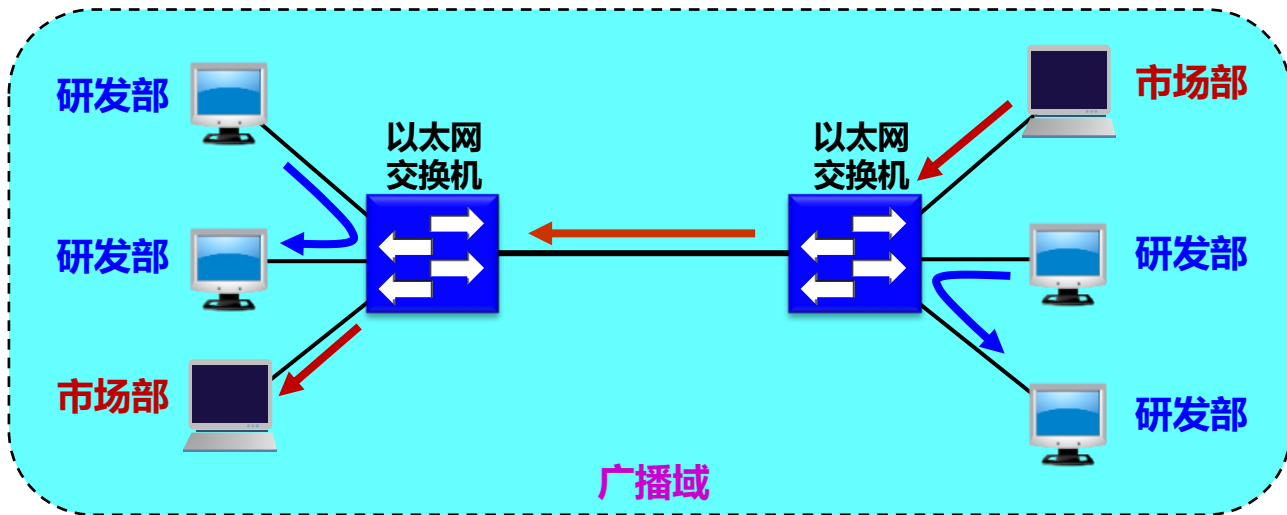 研发部
以太网
交换机
以太网
交换机
市场部
研发部
研发部
市场部
研发部
广播域